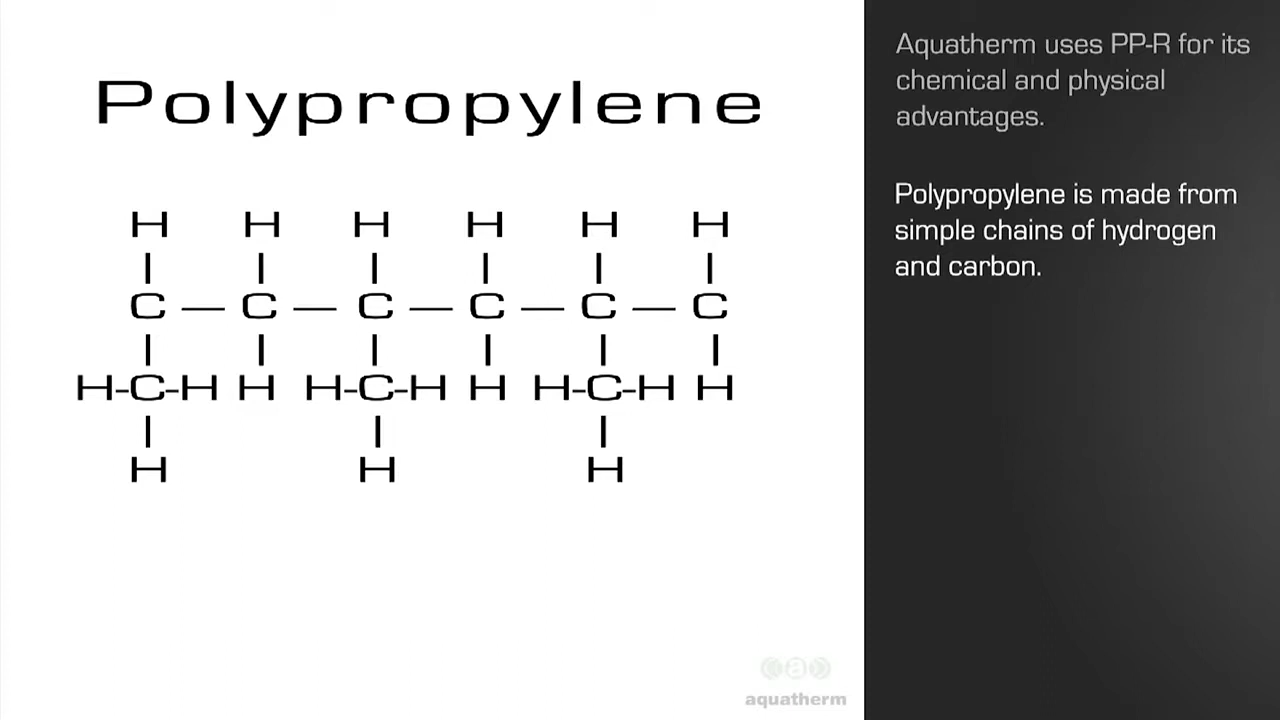 Polypropylene
H H H H H H
C — C — C — C — C — C
H-C-H H H-C-H H H-C-H H
H H H
Aquatherm uses PP-R for its
chemical and physical
advantages.
Polypropylene is made from
simple chains of hydrogen
and carbon.
a
aquatherm